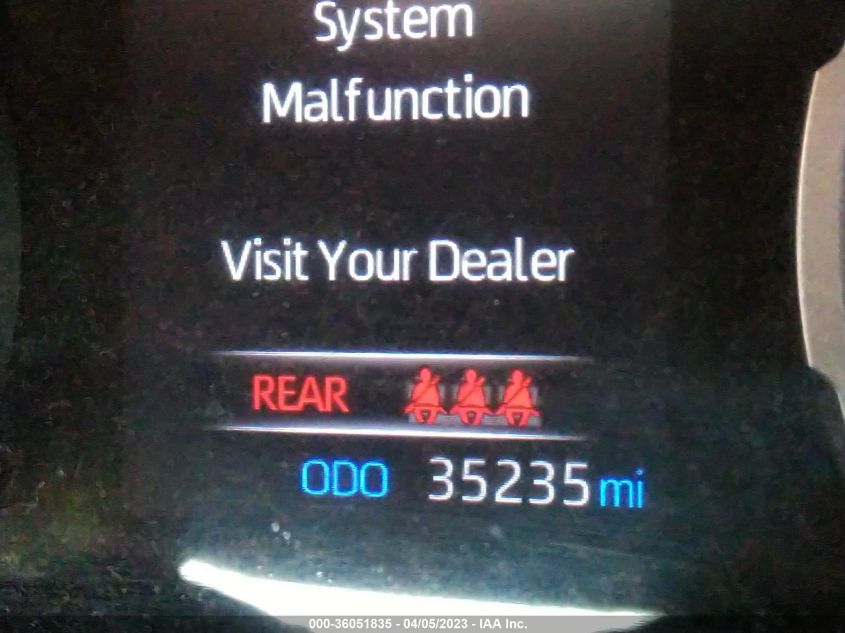 System
Malfunction
Visit Your Dealer
REAR
ODO 35235 mi
000-36051835 - 04/05/2023 - IAA Inc.